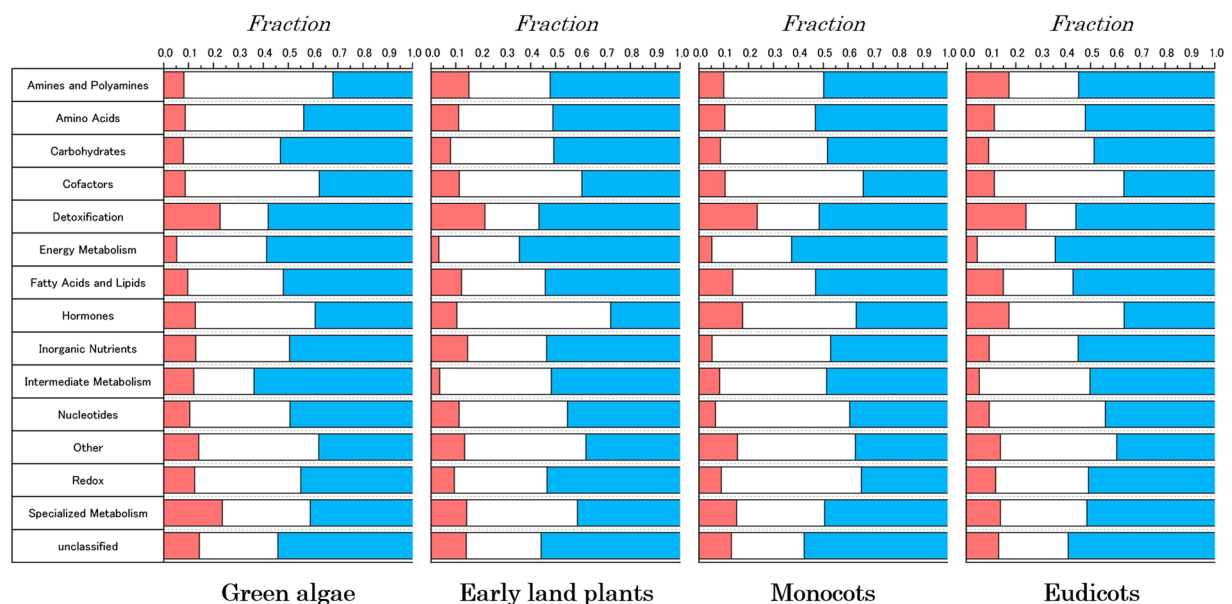 Fraction Fraction Fraction Fraction
0.0 0.1 0.2 0.3 0.4 0.5 0.6 0.7 0.8 0.9 1.0 0.0 0.1 0.2 0.3 0.4 0.5 0.6 0.7 0.8 0.9 1.0 0.0 0.1 0.2 0.3 0.4 0.5 0.6 0.7 0.8 0.9 1.0 0.0 0.1 0.2 0.3 0.4 0.5 0.6 0.7 0.8 0.9 1.0
Amines and Polyamines
Amino Acids
Carbohydrates
Cofactors
Detoxification
Energy Metabolism
Fatty Acids and Lipids
Hormones
Inorganic Nutrients
Intermediate Metabolism
Nucleotides
Other
Redox
Specialized Metabolism
unclassified
Green algae Early land plants Monocots Eudicots